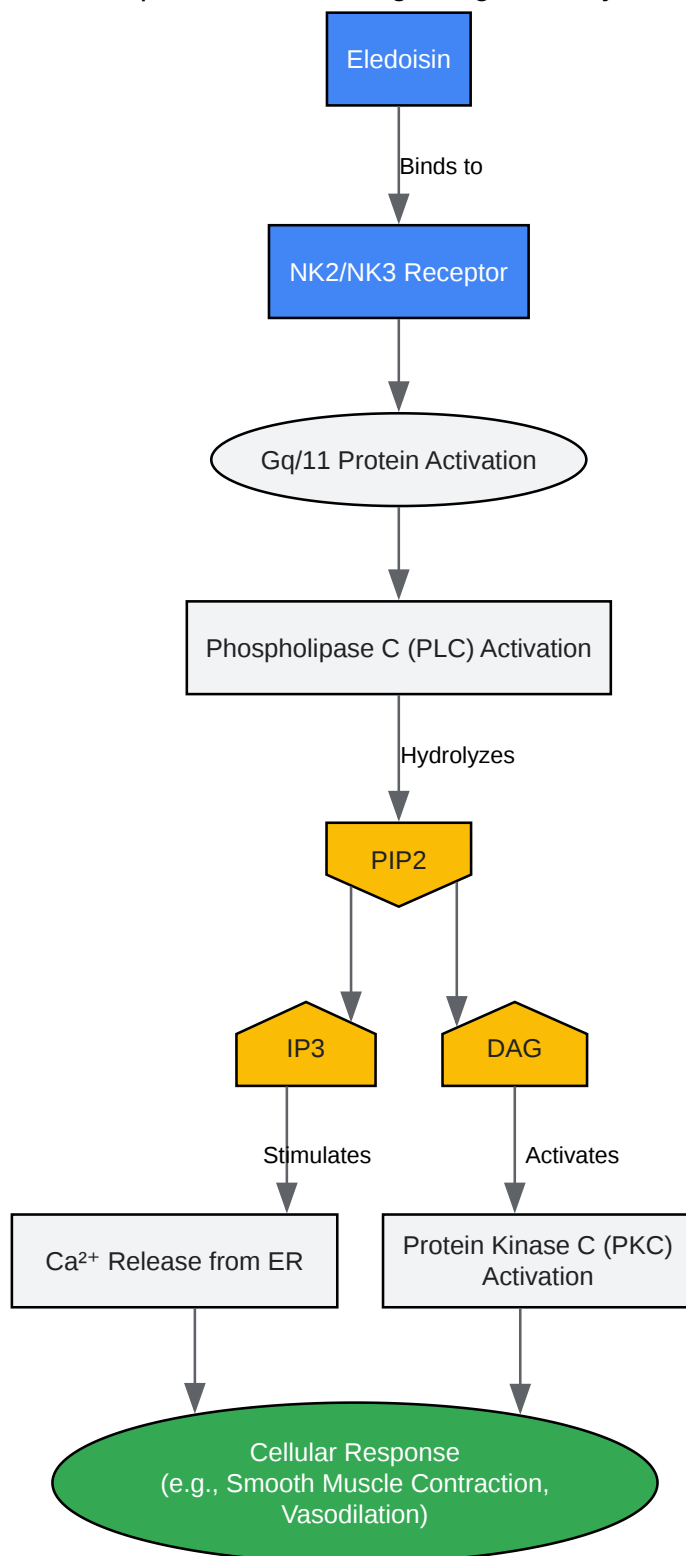 Eledoisin
Binds to
NK2/NK3 Receptor
Gq/11 Protein Activation
Phospholipase C (PLC) Activation
Hydrolyzes
PIP2
IP3
DAG
Stimulates
Activates
Ca²⁺ Release from ER
Protein Kinase C (PKC)
Activation
Cellular Response
(e.g., Smooth Muscle Contraction,
Vasodilation)